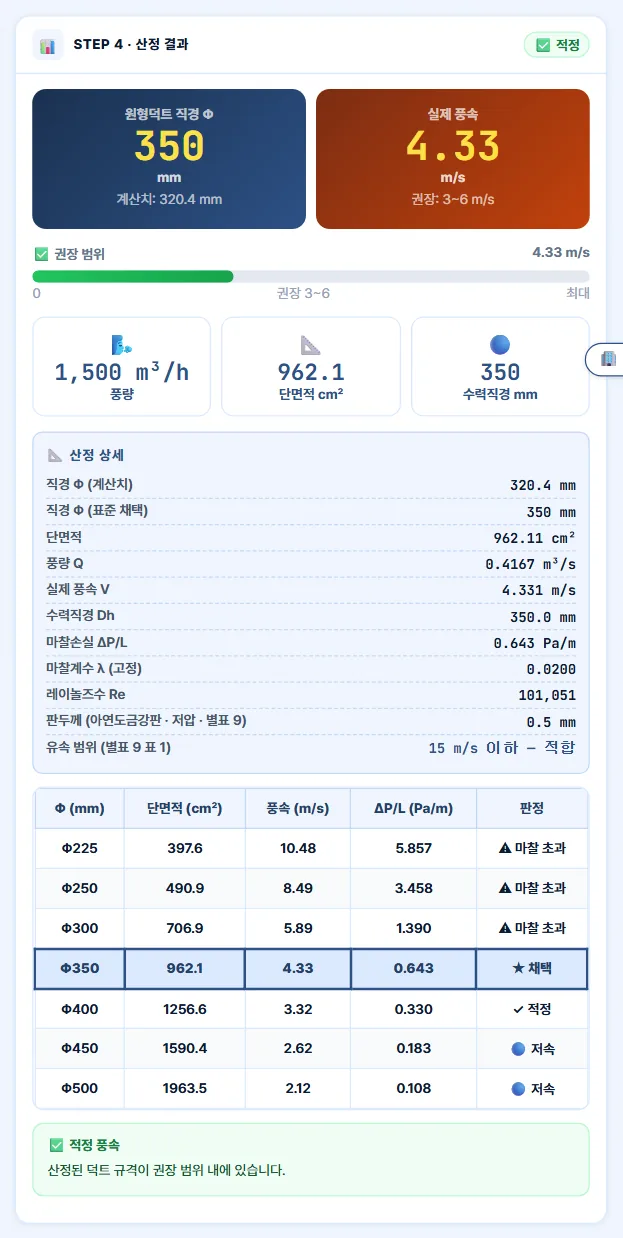 STEP 4 · 산정 결과
✅ 적정
원형덕트 직경 Φ
350
mm
계산치: 320.4 mm
실제 풍속
4.33
m/s
권장: 3~6 m/s
✅ 권장 범위
4.33 m/s
0
권장 3~6
최대
1,500 m³/h
풍량
962.1
단면적 cm²
350
수력직경 mm
산정 상세
직경 Φ (계산치) 320.4 mm
직경 Φ (표준 채택) 350 mm
단면적 962.11 cm²
풍량 Q 0.4167 m³/s
실제 풍속 V 4.331 m/s
수력직경 Dh 350.0 mm
마찰손실 ΔP/L 0.643 Pa/m
마찰계수 λ (고정) 0.0200
레이놀즈수 Re 101,051
판두께 (아연도금강판 · 저압 · 별표 9) 0.5 mm
유속 범위 (별표 9 표 1) 15 m/s 이하 — 적합
Φ (mm) 단면적 (cm²) 풍속 (m/s) ΔP/L (Pa/m) 판정
Φ225 397.6 10.48 5.857 ⚠ 마찰 초과
Φ250 490.9 8.49 3.458 ⚠ 마찰 초과
Φ300 706.9 5.89 1.390 ⚠ 마찰 초과
Φ350 962.1 4.33 0.643 ★ 채택
Φ400 1256.6 3.32 0.330 ✓ 적정
Φ450 1590.4 2.62 0.183 🔵 저속
Φ500 1963.5 2.12 0.108 🔵 저속
✅ 적정 풍속
산정된 덕트 규격이 권장 범위 내에 있습니다.